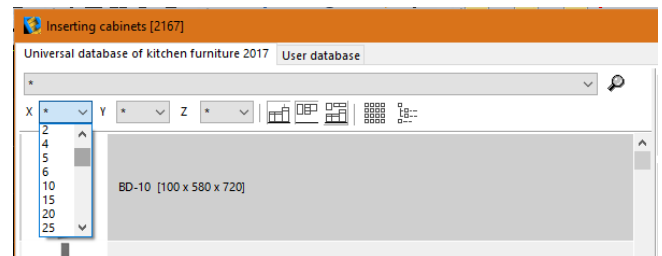 Inserting cabinets [2167]
Universal database of kitchen furniture 2017 User database
*
X * Y * Z *
2
4
5
6
10
15
20
25
BD-10 [100 x 580 x 720]